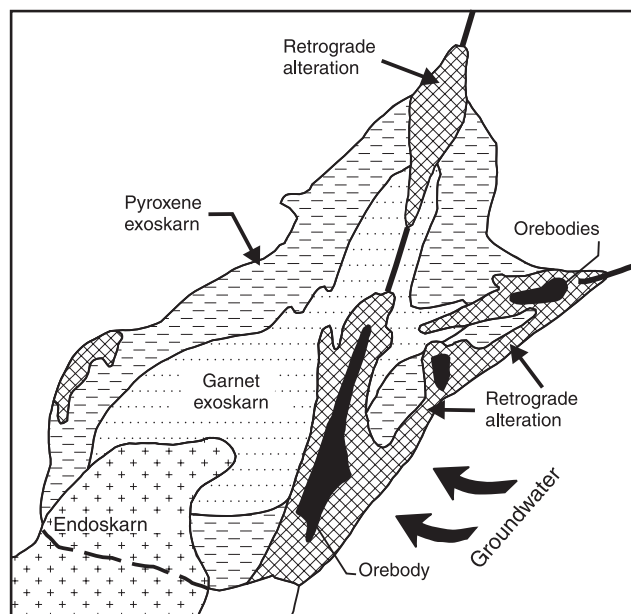 Retrograde
alteration
Pyroxene
exoskarn
Orebodies
Garnet
exoskarn
Retrograde
alteration
Endoskarn
Groundwater
Orebody